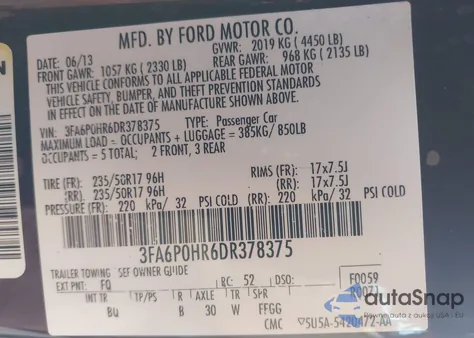 MFD. BY FORD MOTOR CO.
DATE: 06/13 GVWR: 2019 KG ( 4450 LB)
FRONT GAWR: 1057 KG ( 2330 LB) REAR GAWR: 968 KG ( 2135 LB)
THIS VEHICLE CONFORMS TO ALL APPLICABLE FEDERAL MOTOR
VEHICLE SAFETY, BUMPER, AND THEFT PREVENTION STANDARDS
IN EFFECT ON THE DATE OF MANUFACTURE SHOWN ABOVE.
VIN: 3FA6P0HR6DR378375 TYPE: Passenger Car
MAXIMUM LOAD = OCCUPANTS + LUGGAGE = 385KG/ 850LB
OCCUPANTS = 5 TOTAL; 2 FRONT, 3 REAR
TIRE (FR): 235/50R17 96H RIMS (FR): 17x7.5J
(RR): 235/50R17 96H (RR): 17x7.5J
PRESSURE (FR): 220 kPa/ 32 PSI COLD (RR): 220 kPa/ 32 PSI COLD
3FA6P0HR6DR378375
TRAILER TOWING SEE OWNER GUIDE F0059
EXT PNT: FQ RC: 52 DSO: R0071
INT TR TP/PS R AXLE TR SPR
Bu B 30 W FFGG
CMC 5U5A-5420472-AA
autoSnap